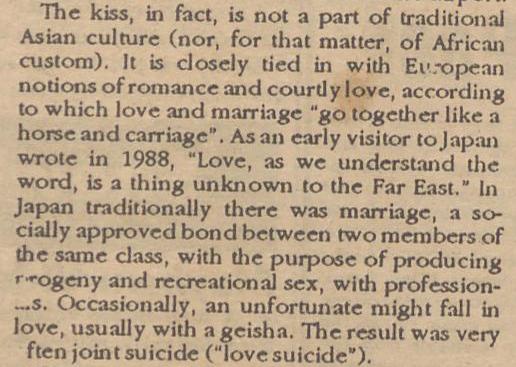 The kiss, in fact, is not a part of traditional
Asian culture (nor, for that matter, of African
custom). It is closely tied in with European
notions of romance and courtly love, according
to which love and marriage “go together like a
horse and carriage”. As an early visitor to Japan
wrote in 1988, “Love, as we understand the
word, is a thing unknown to the Far East.” In
Japan traditionally there was marriage, a so-
cially approved bond between two members of
the same class, with the purpose of producing
progeny and recreational sex, with profession-
s. Occasionally, an unfortunate might fall in
love, usually with a geisha. The result was very
ften joint suicide (“love suicide”).